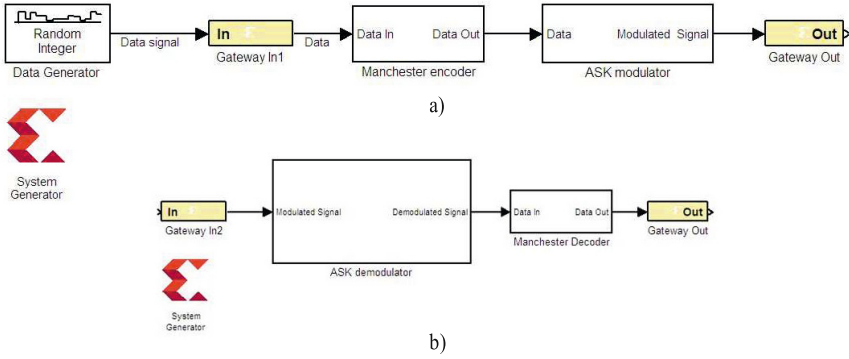 Random
Integer
Data Generator
Data signal
In
Gateway In1
Data
Data In
Data Out
Manchester encoder
Data
Modulated Signal
ASK modulator
Out
Gateway Out
a)
System
Generator
In
Gateway In2
Modulated Signal
Demodulated Signal
ASK demodulator
Data In
Data Out
Manchester Decoder
Out
Gateway Out
System
Generator
b)